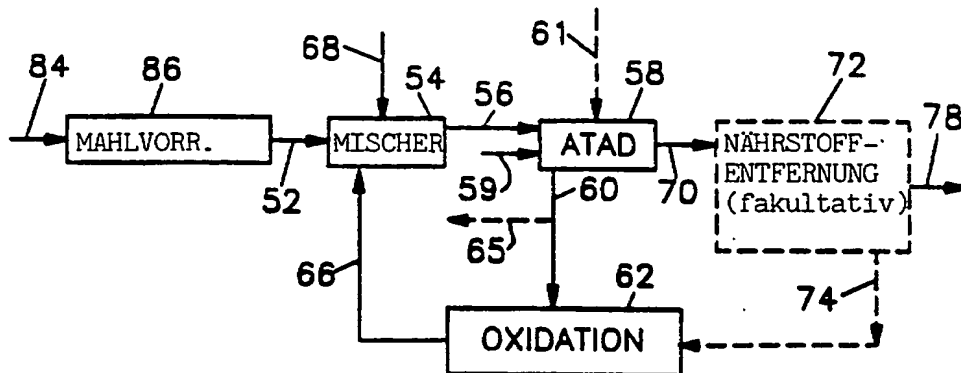 61
68
84
86
54
56
58
72
78
MAHLVORR.
MISCHER
ATAD
NÄHRSTOFF-
ENTFERNUNG
(fakultativ)
52
59
60
70
65
66
62
74
OXIDATION